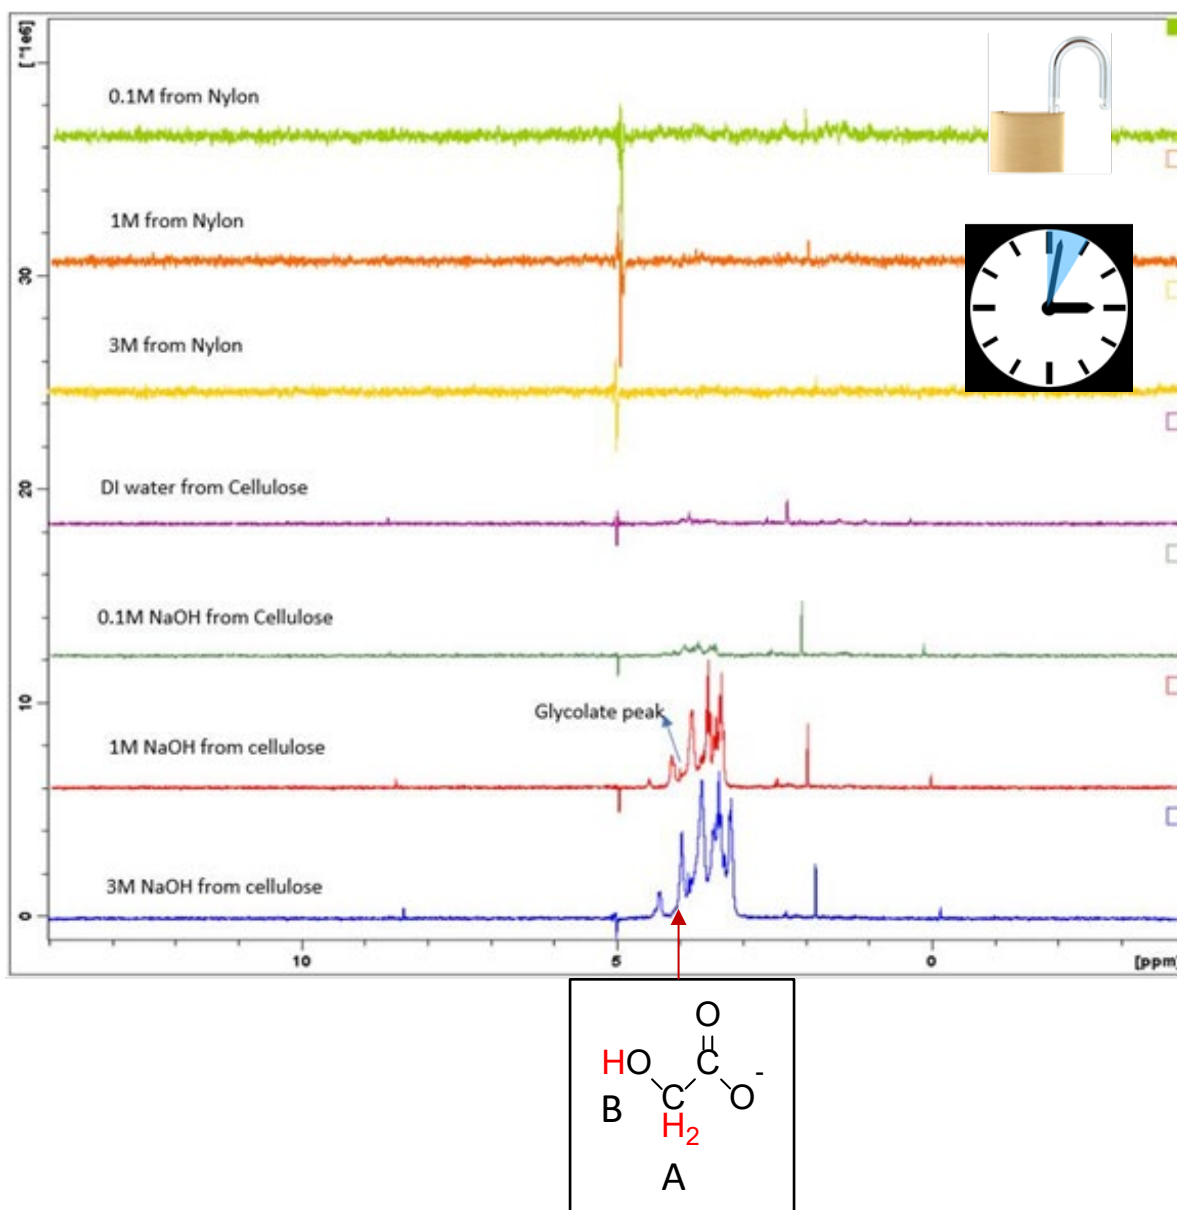 [*1e6]
0.1M from Nylon
1M from Nylon
30
3M from Nylon
20
DI water from Cellulose
0.1M NaOH from Cellulose
10
Glycolate peak
1M NaOH from cellulose
3M NaOH from cellulose
0
10 5 0 [ppm]
O
HO C O-
B C
H2
A